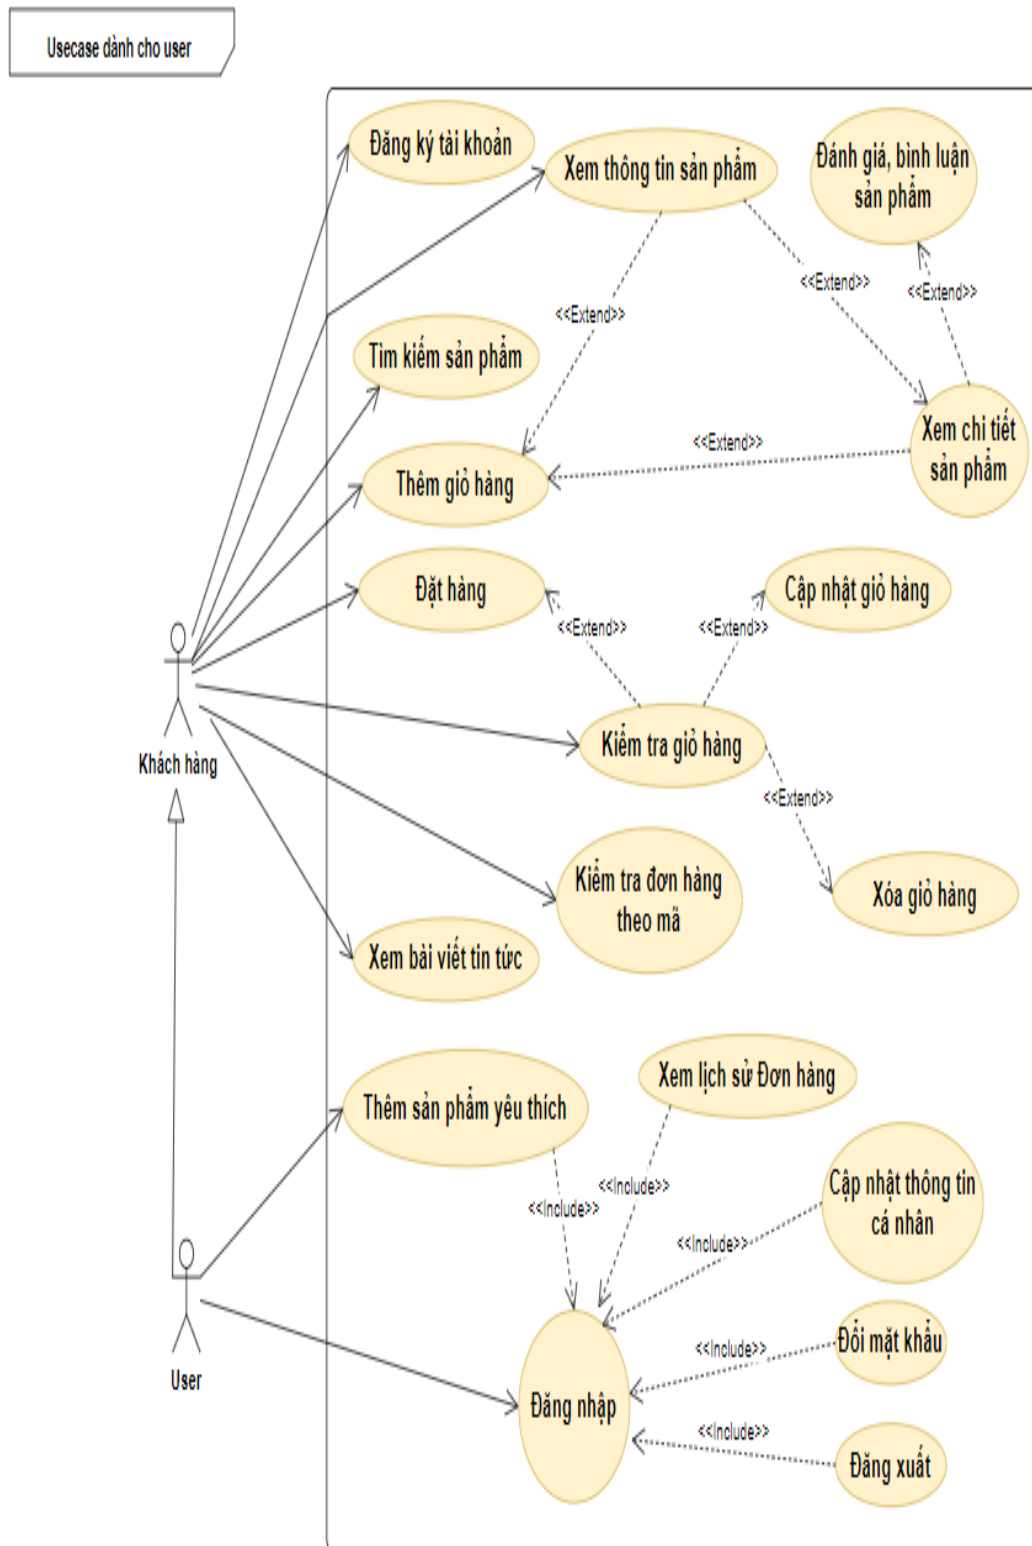 Usecase dành cho user
Đăng ký tài khoản
Xem thông tin sản phẩm
Đánh giá, bình luận
sản phẩm
<<Extend>>
<<Extend>>
<<Extend>>
Tìm kiếm sản phẩm
Xem chi tiết
sản phẩm
<<Extend>>
Thêm giỏ hàng
Đặt hàng
Cập nhật giỏ hàng
<<Extend>>
<<Extend>>
Kiểm tra giỏ hàng
Khách hàng
<<Extend>>
Kiểm tra đơn hàng
theo mã
Xóa giỏ hàng
Xem bài viết tin tức
Xem lịch sử Đơn hàng
Thêm sản phẩm yêu thích
Cập nhật thông tin
cá nhân
<<Include>>
<<Include>>
<<Include>>
Đổi mặt khẩu
<<Include>>
User
Đăng nhập
<<Include>>
Đăng xuất